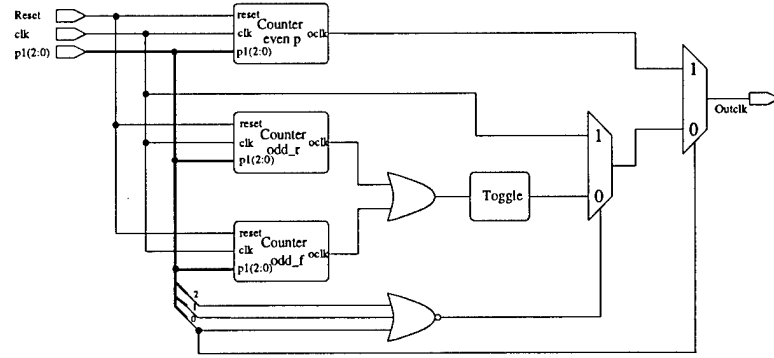 Reset
clk
p1(2:0)
reset
clk
p1(2:0)
Counter
even p
oclk
1
0
Outclk
reset
clk
p1(2:0)
Counter
odd_r
oclk
1
0
Toggle
reset
clk
p1(2:0)
Counter
odd_f
oclk
2
1
0